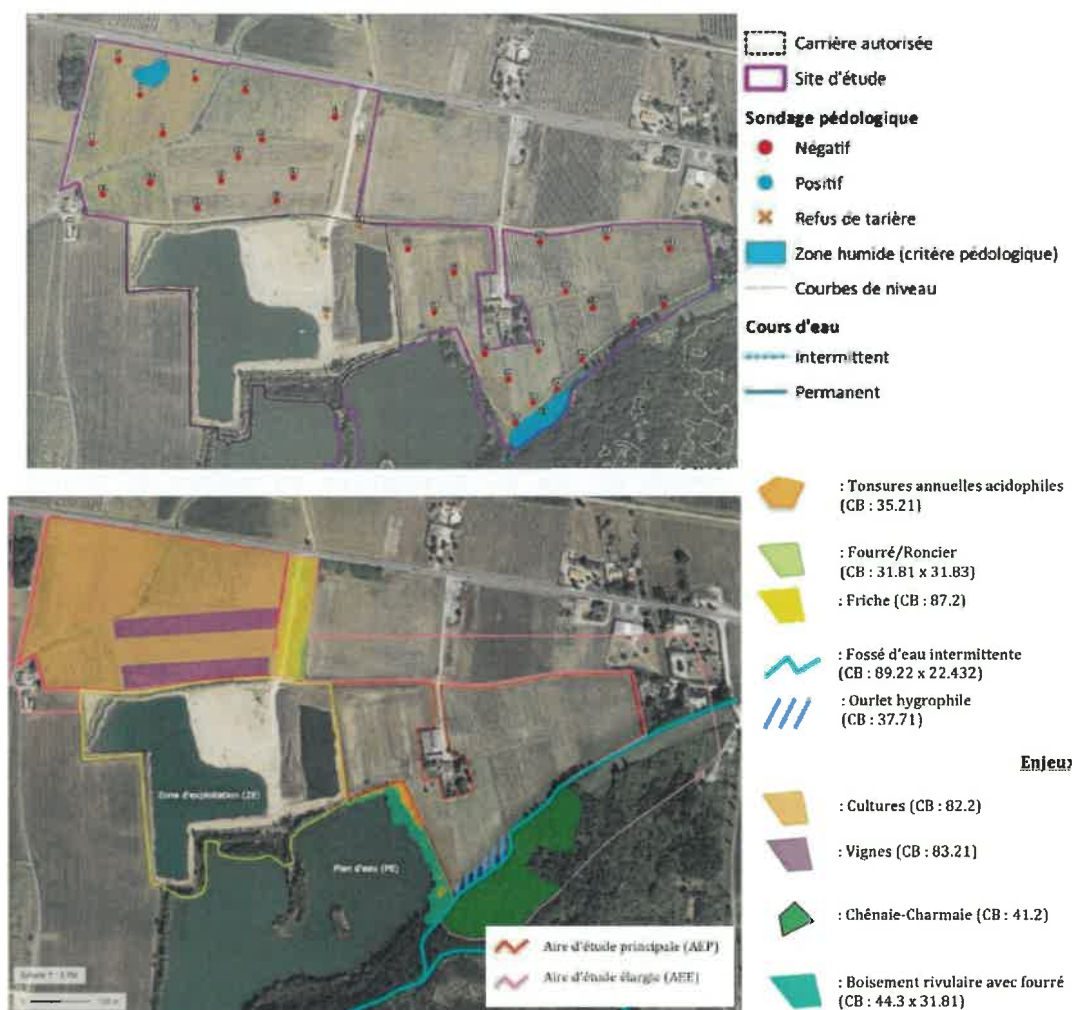 Carrière autorisée
Site d'étude
Sondage pédologique
Négatif
Positif
Refus de tarière
Zone humide (critère pédologique)
Courbes de niveau
Cours d'eau
Intermittent
Permanent
: Tonsures annuelles acidophiles
(CB : 35.21)
: Fourré/Roncier
(CB : 31.81 x 31.83)
: Friche (CB : 87.2)
: Fossé d'eau intermittente
(CB : 89.22 x 22.432)
: Ourlet hygrophile
(CB : 37.71)
Enjeux
: Cultures (CB : 82.2)
: Vignes (CB : 83.21)
: Chênaie-Charmaie (CB : 41.2)
: Boisement rivulaire avec fourré
(CB : 44.3 x 31.81)
Zone d'exploitation (ZE)
Plan d'eau (PE)
Aire d'étude principale (AEP)
Aire d'étude élargie (AEE)